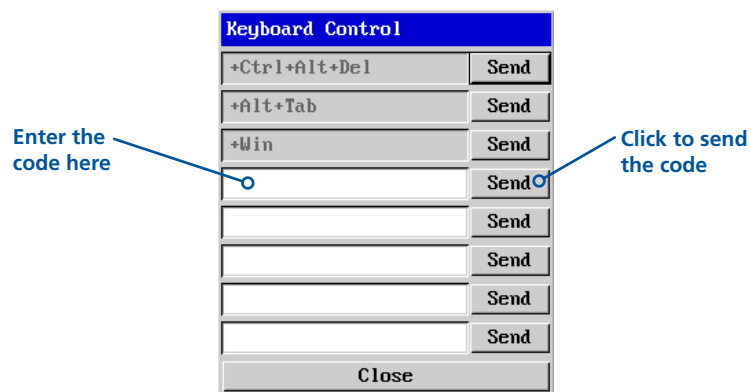 Keyboard Control
+Ctrl+Alt+Del Send
+Alt+Tab Send
+Win Send
Enter the
code here
Send
Click to send
the code
Send
Send
Send
Send
Close